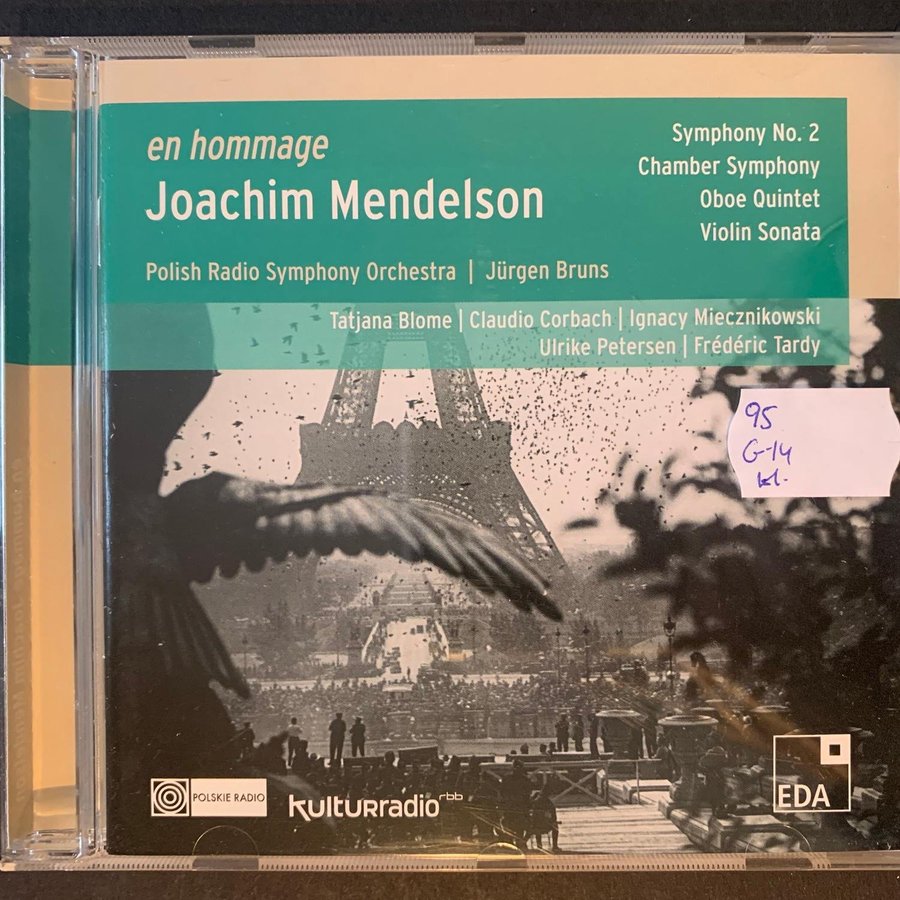 en hommage
Joachim Mendelson
Symphony No. 2
Chamber Symphony
Oboe Quintet
Violin Sonata
Polish Radio Symphony Orchestra | Jürgen Bruns
Tatjana Blome | Claudio Corbach | Ignacy Miecznikowski
Ulrike Petersen | Frédéric Tardy
95
G-14
kl.
POLSKIE RADIO
kulturradio rbb
EDA